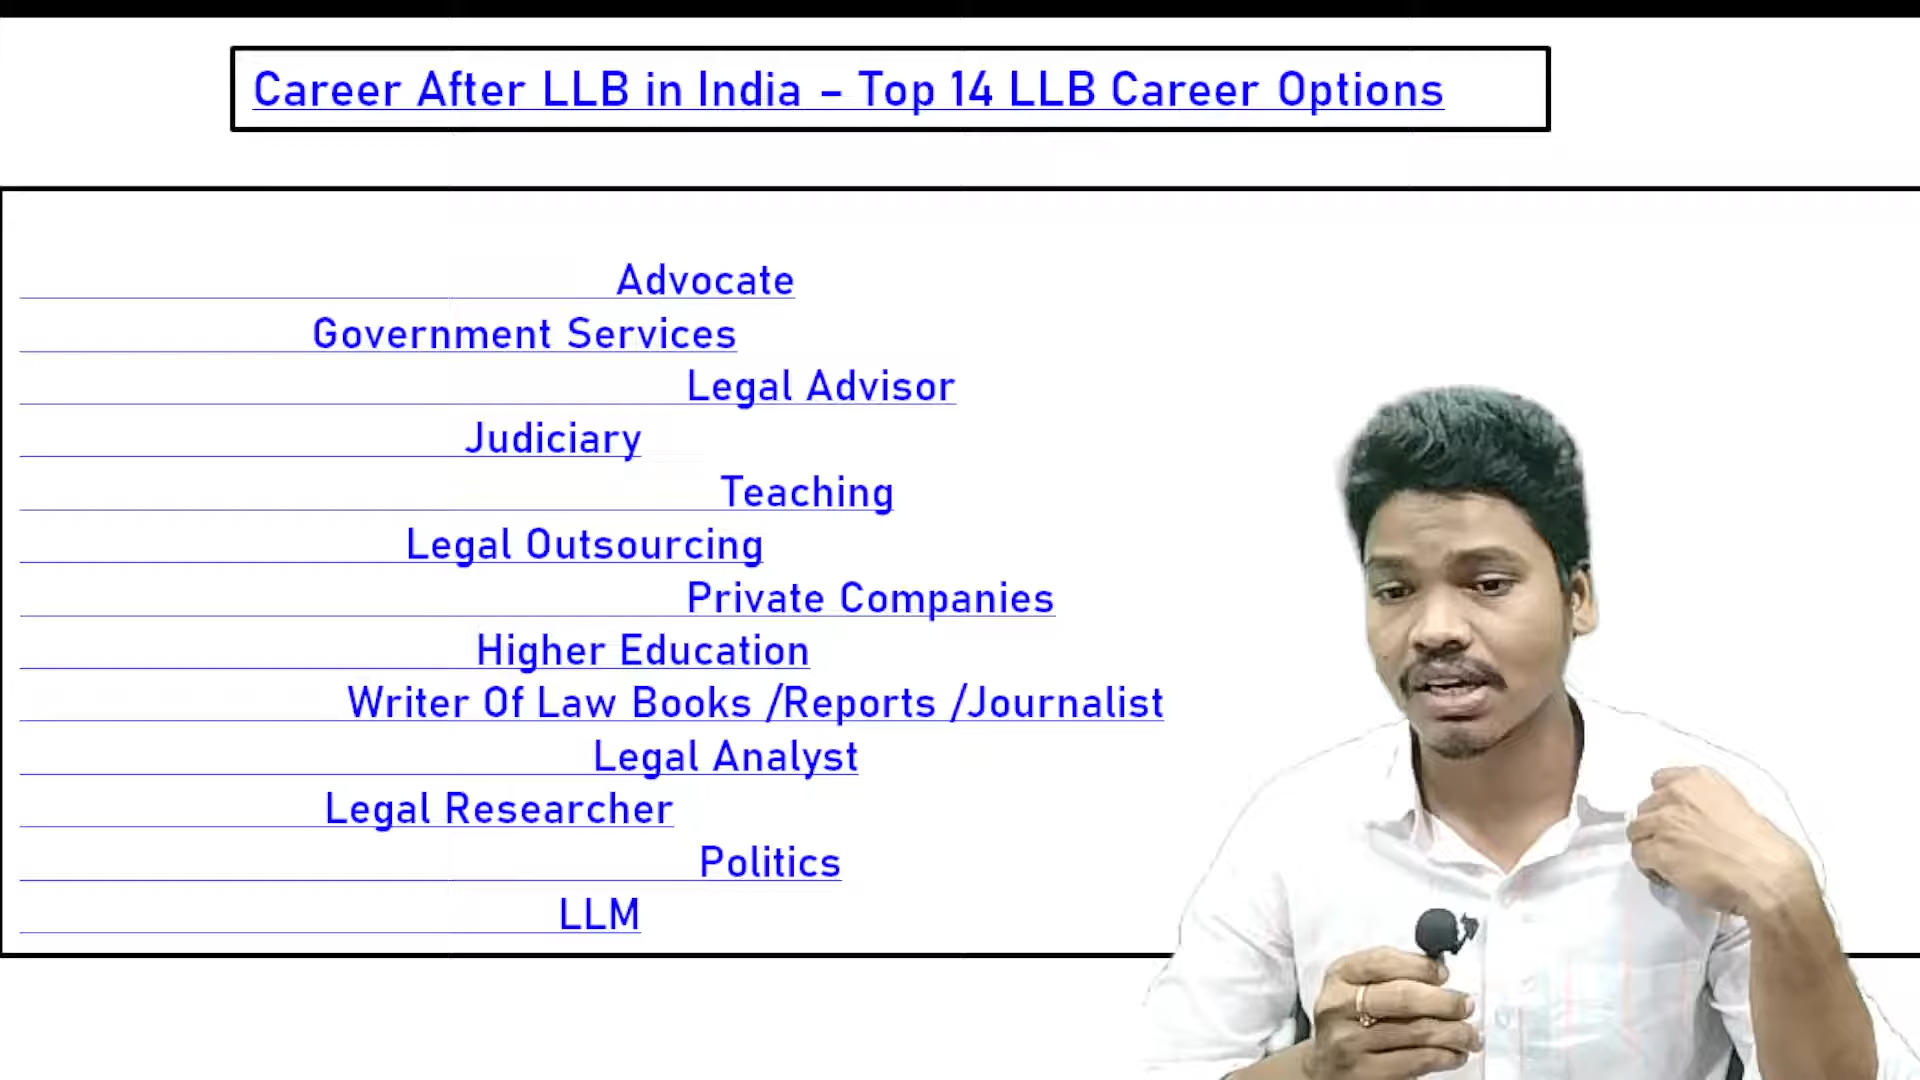 Career After LLB in India – Top 14 LLB Career Options
Advocate
Government Services
Legal Advisor
Judiciary
Teaching
Legal Outsourcing
Private Companies
Higher Education
Writer Of Law Books /Reports /Journalist
Legal Analyst
Legal Researcher
Politics
LLM